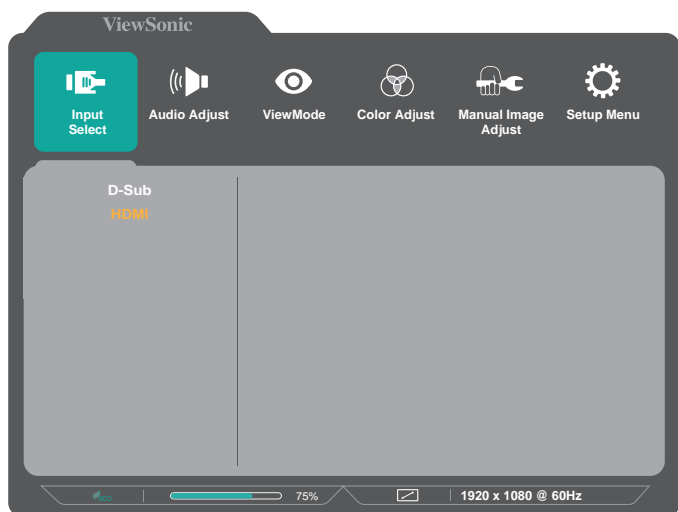 ViewSonic
Input
Select
Audio Adjust
ViewMode
Color Adjust
Manual Image
Adjust
Setup Menu
D-Sub
HDMI
eco
75%
1920 x 1080 @ 60Hz